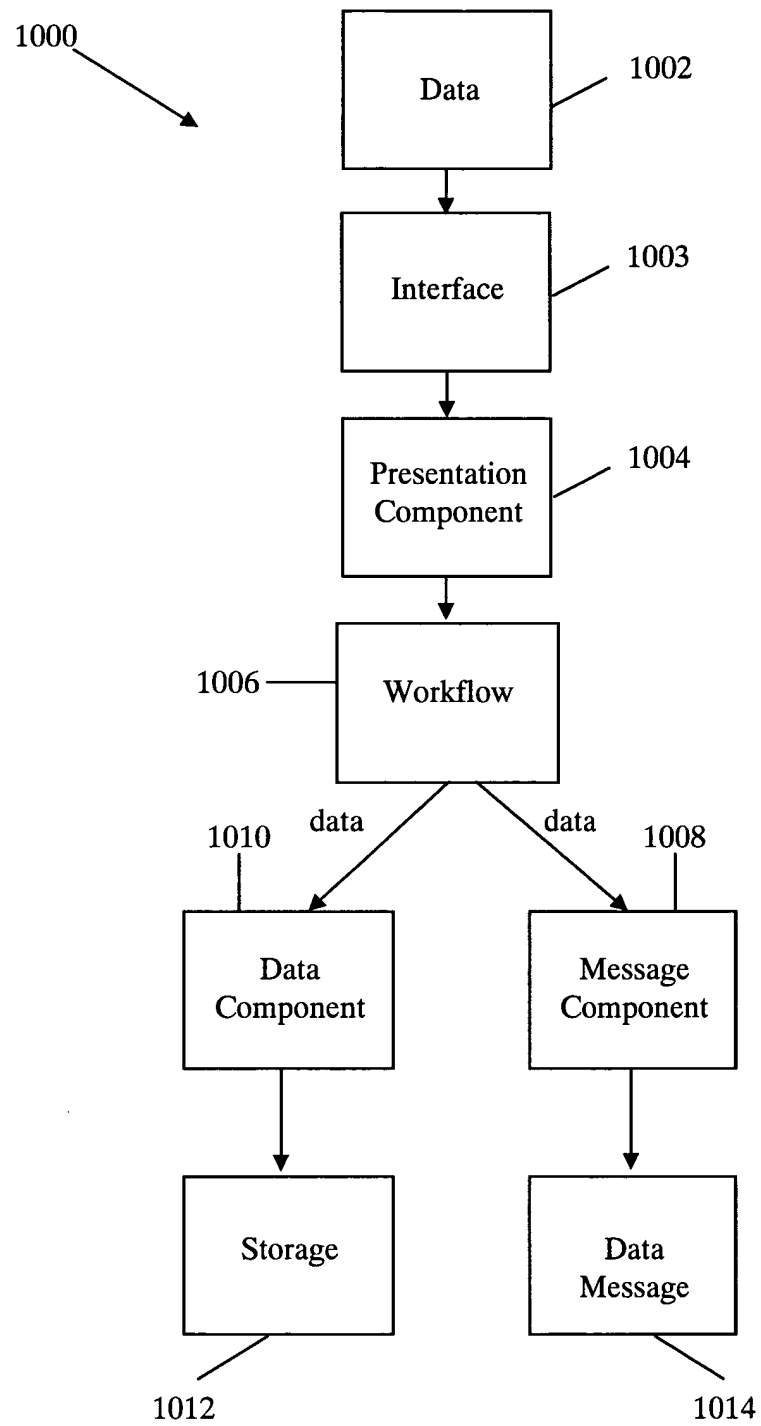 1000
Data
1002
Interface
1003
Presentation
Component
1004
1006
Workflow
data
data
1010
1008
Data
Component
Message
Component
Storage
Data
Message
1012
1014